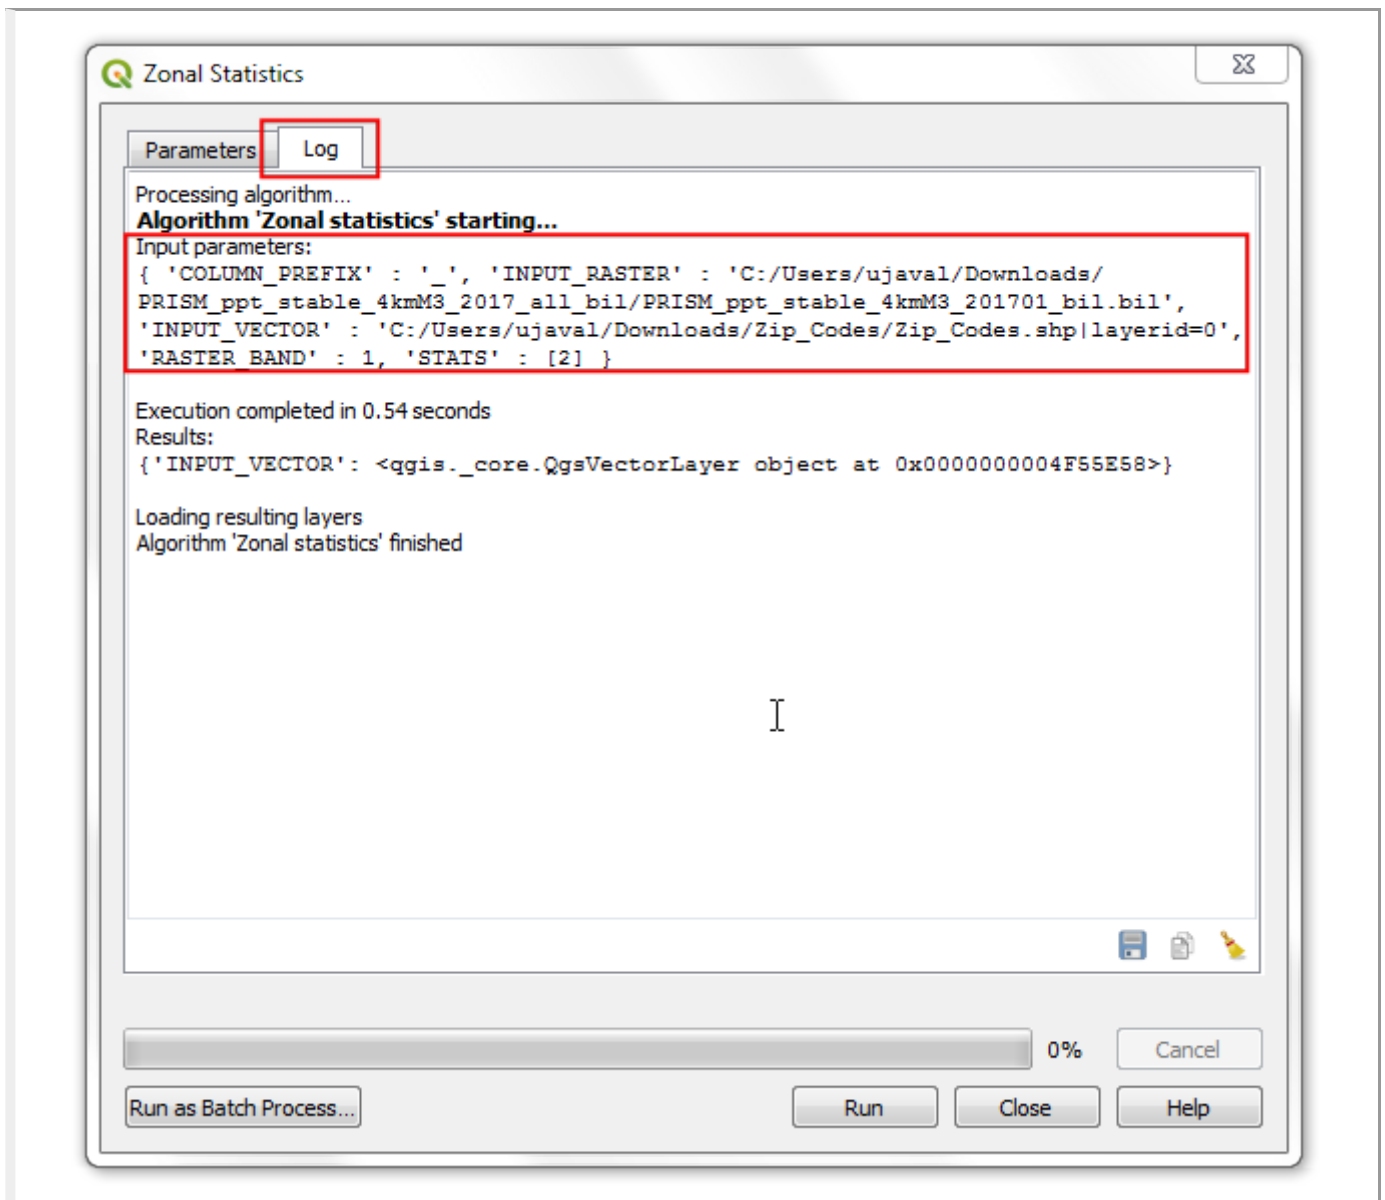 Zonal Statistics
Parameters
Log
Processing algorithm...
Algorithm 'Zonal statistics' starting...
Input parameters:
{ 'COLUMN_PREFIX' : '_', 'INPUT_RASTER' : 'C:/Users/ujaval/Downloads/
PRISM_ppt_stable_4kmM3_2017_all_bil/PRISM_ppt_stable_4kmM3_201701_bil.bil',
'INPUT_VECTOR' : 'C:/Users/ujaval/Downloads/Zip_Codes/Zip_Codes.shp|layerid=0',
'RASTER_BAND' : 1, 'STATS' : [2] }
Execution completed in 0.54 seconds
Results:
{'INPUT_VECTOR': <qgis._core.QgsVectorLayer object at 0x0000000004F55E58>}
Loading resulting layers
Algorithm 'Zonal statistics' finished
0%
Cancel
Run as Batch Process...
Run
Close
Help